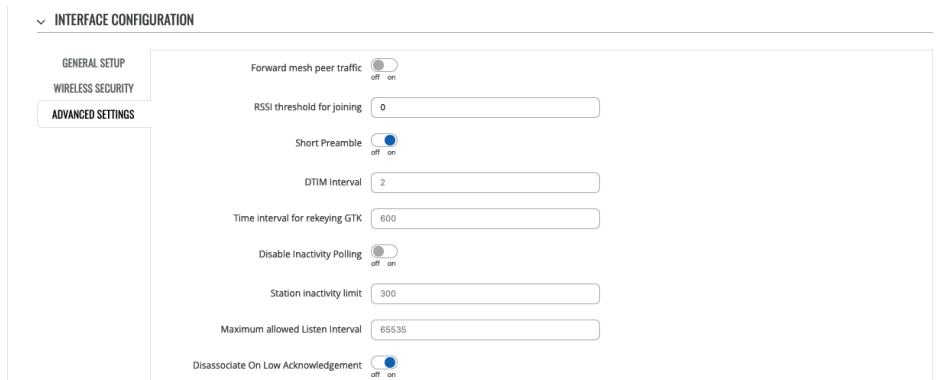 INTERFACE CONFIGURATION
GENERAL SETUP
WIRELESS SECURITY
ADVANCED SETTINGS
Forward mesh peer traffic
off on
RSSI threshold for joining 0
Short Preamble
off on
DTIM Interval 2
Time interval for rekeying GTK 600
Disable Inactivity Polling
off on
Station inactivity limit 300
Maximum allowed Listen Interval 65535
Disassociate On Low Acknowledgement
off on